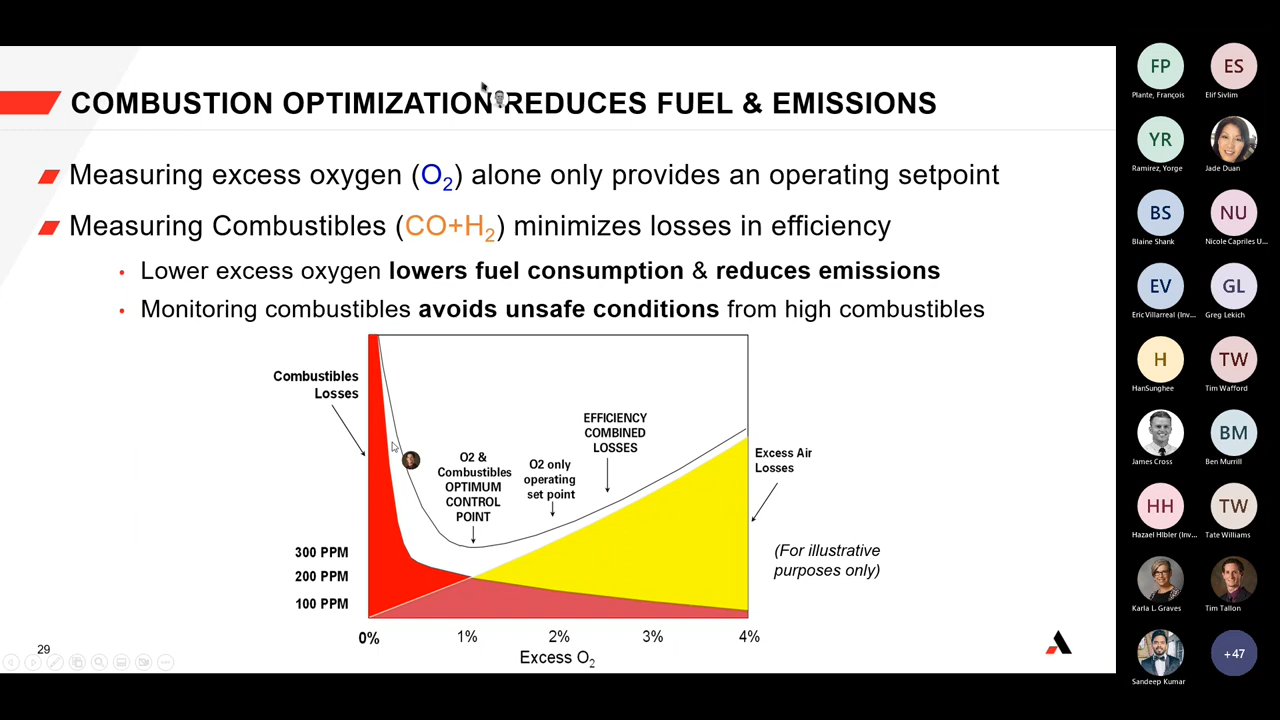 COMBUSTION OPTIMIZATION REDUCES FUEL & EMISSIONS
Measuring excess oxygen (O₂) alone only provides an operating setpoint
Measuring Combustibles (CO+H₂) minimizes losses in efficiency
• Lower excess oxygen lowers fuel consumption & reduces emissions
• Monitoring combustibles avoids unsafe conditions from high combustibles
Combustibles
Losses
O2 &
Combustibles
OPTIMUM
CONTROL
POINT
O2 only
operating
set point
EFFICIENCY
COMBINED
LOSSES
Excess Air
Losses
(For illustrative
purposes only)
300 PPM
200 PPM
100 PPM
0%
1%
2%
3%
4%
Excess O₂
29
FP
Plante, François
ES
Elif Sivlim
YR
Ramirez, Yorge
Jade Duan
BS
Blaine Shank
NU
Nicole Capriles U...
EV
Eric Villarreal (Inv...
GL
Greg Lekich
H
HanSunghee
TW
Tim Wafford
James Cross
BM
Ben Murrill
HH
Hazael Hibler (Inv...
TW
Tate Williams
Karla L. Graves
Tim Tallon
Sandeep Kumar
+47